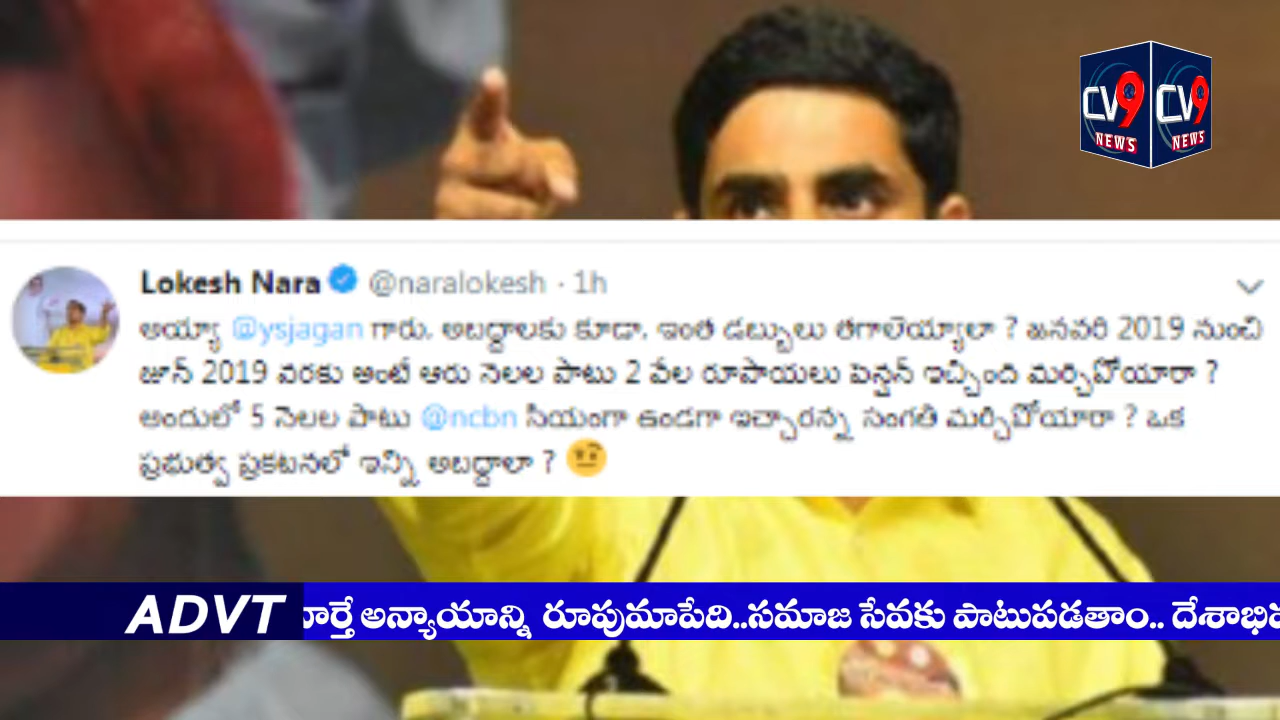 CV9 CV9
NEWS NEWS
Lokesh Nara @naralokesh · 1h
అయ్యా @ysjagan గారు. అబద్ధాలకు కూడా. ఇంత డబ్బులు తగాలెయ్యాలా ? జనవరి 2019 నుంచి
జూన్ 2019 వరకు అంటే ఆరు నెలల పాటు 2 వేల రూపాయలు పెన్షన్ ఇచ్చింది మర్చిపోయారా ?
అందులో 5 నెలల పాటు @ncbn సియంగా ఉండగా ఇచ్చారన్న సంగతి మర్చిపోయారా ? ఒక
ప్రభుత్వ ప్రకటనలో ఇన్ని అబద్ధాలా ? 🤨
ADVT అన్యాయాన్ని రూపుమాపేది..సమాజ సేవకు పాటుపడతాం..